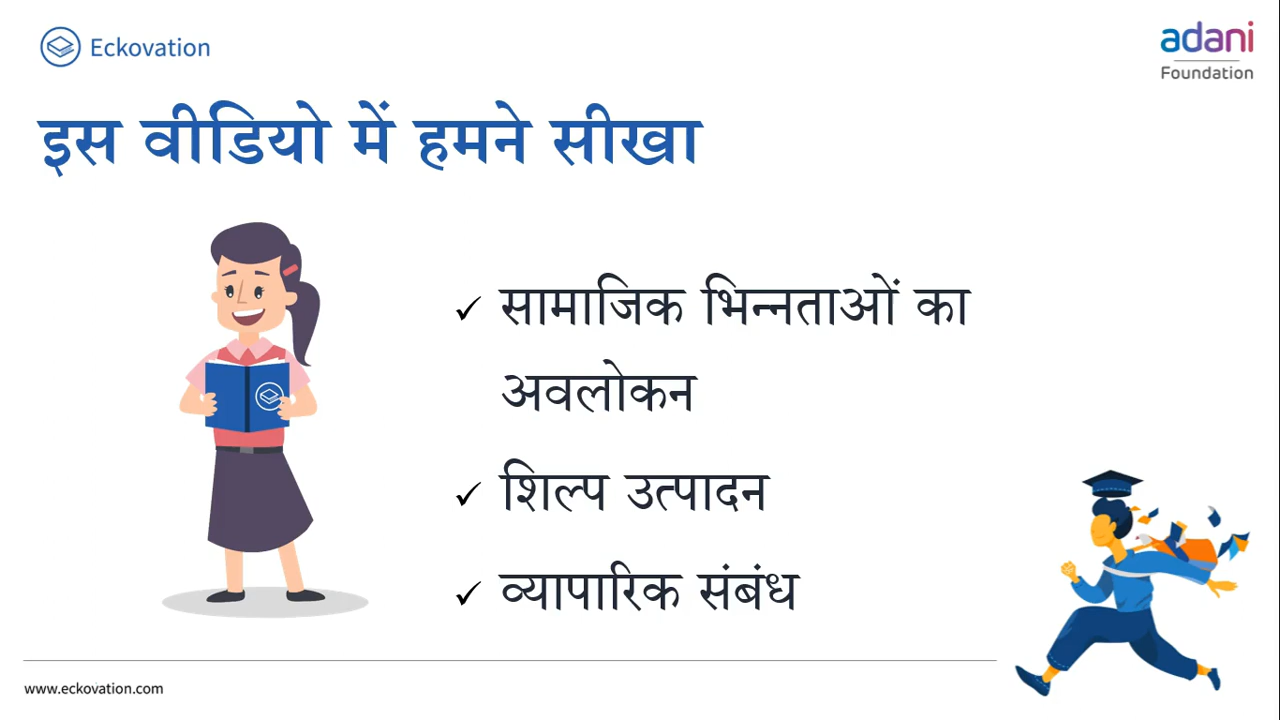 Eckovation
adani
Foundation
इस वीडियो में हमने सीखा
✓ सामाजिक भिन्नताओं का
अवलोकन
✓ शिल्प उत्पादन
✓ व्यापारिक संबंध
www.eckovation.com